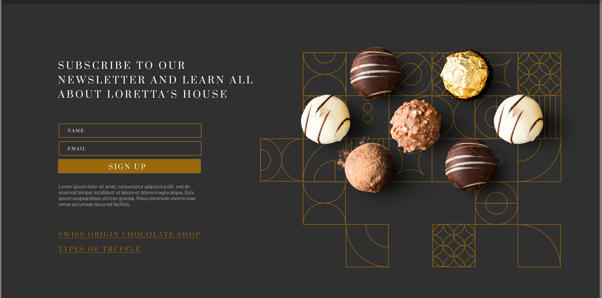 SUBSCRIBE TO OUR
NEWSLETTER AND LEARN ALL
ABOUT LORETTA'S HOUSE
NAME
EMAIL
SIGN UP
Lorem ipsum dolor sit amet, consectetur adipiscing elit, sed do
eiusmod tempor incididunt ut labore et dolore magna aliqua. Quis
ipsum suspendisse ultrices gravida. Risus commodo viverra mae-
cenas accumsan lacus vel facilisis.
SWISS ORIGIN CHOCOLATE SHOP
TYPES OF TRUFFLE